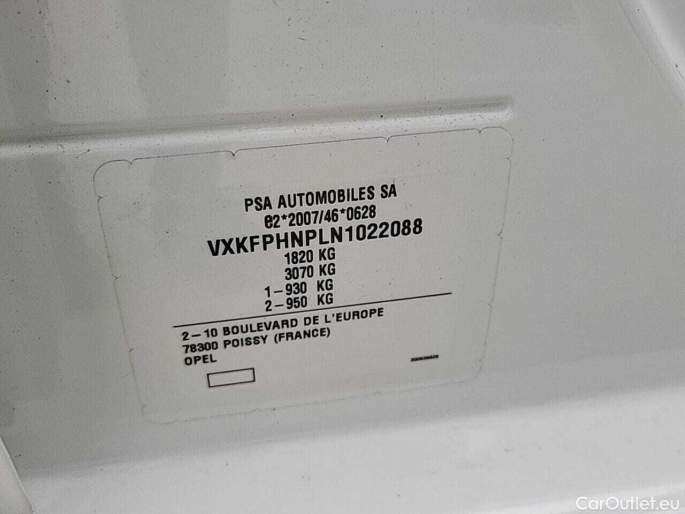 PSA AUTOMOBILES SA
e2*2007/46*0628
VXKFPHNPLN1022088
1820 KG
3070 KG
1-930 KG
2-950 KG
2-10 BOULEVARD DE L'EUROPE
78300 POISSY (FRANCE)
OPEL
CarOutlet.eu